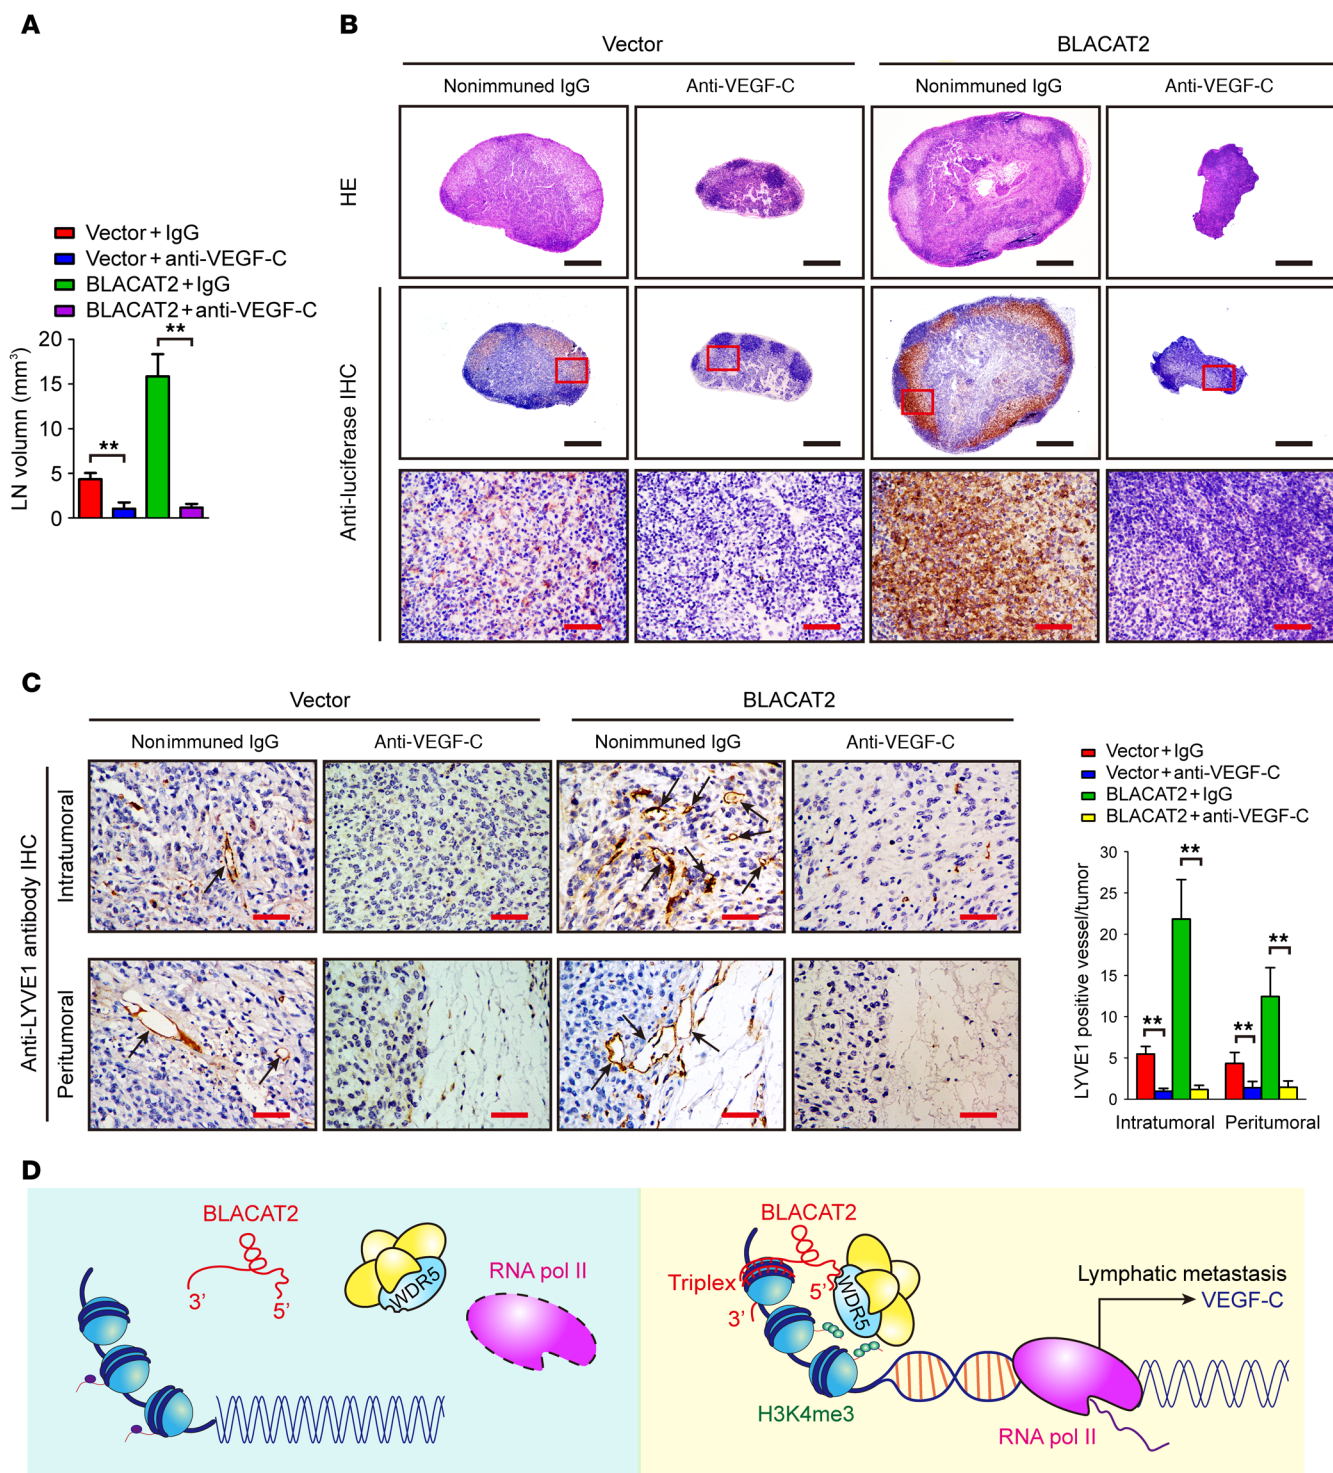 A
Vector + IgG
Vector + anti-VEGF-C
BLACAT2 + IgG
BLACAT2 + anti-VEGF-C
LN volumn (mm³)
20
15
10
5
0
**
**
B
Vector
BLACAT2
Nonimmuned IgG
Anti-VEGF-C
Nonimmuned IgG
Anti-VEGF-C
HE
Anti-luciferase IHC
C
Vector
BLACAT2
Nonimmuned IgG
Anti-VEGF-C
Nonimmuned IgG
Anti-VEGF-C
Anti-LYVE1 antibody IHC
Intratumoral
Peritumoral
Vector + IgG
Vector + anti-VEGF-C
BLACAT2 + IgG
BLACAT2 + anti-VEGF-C
LYVE1 positive vessel/tumor
30
25
20
15
10
5
0
**
**
**
**
Intratumoral
Peritumoral
D
BLACAT2
3’
5’
WDR5
RNA pol II
BLACAT2
Triplex
3’
5’
WDR5
H3K4me3
RNA pol II
Lymphatic metastasis
VEGF-C